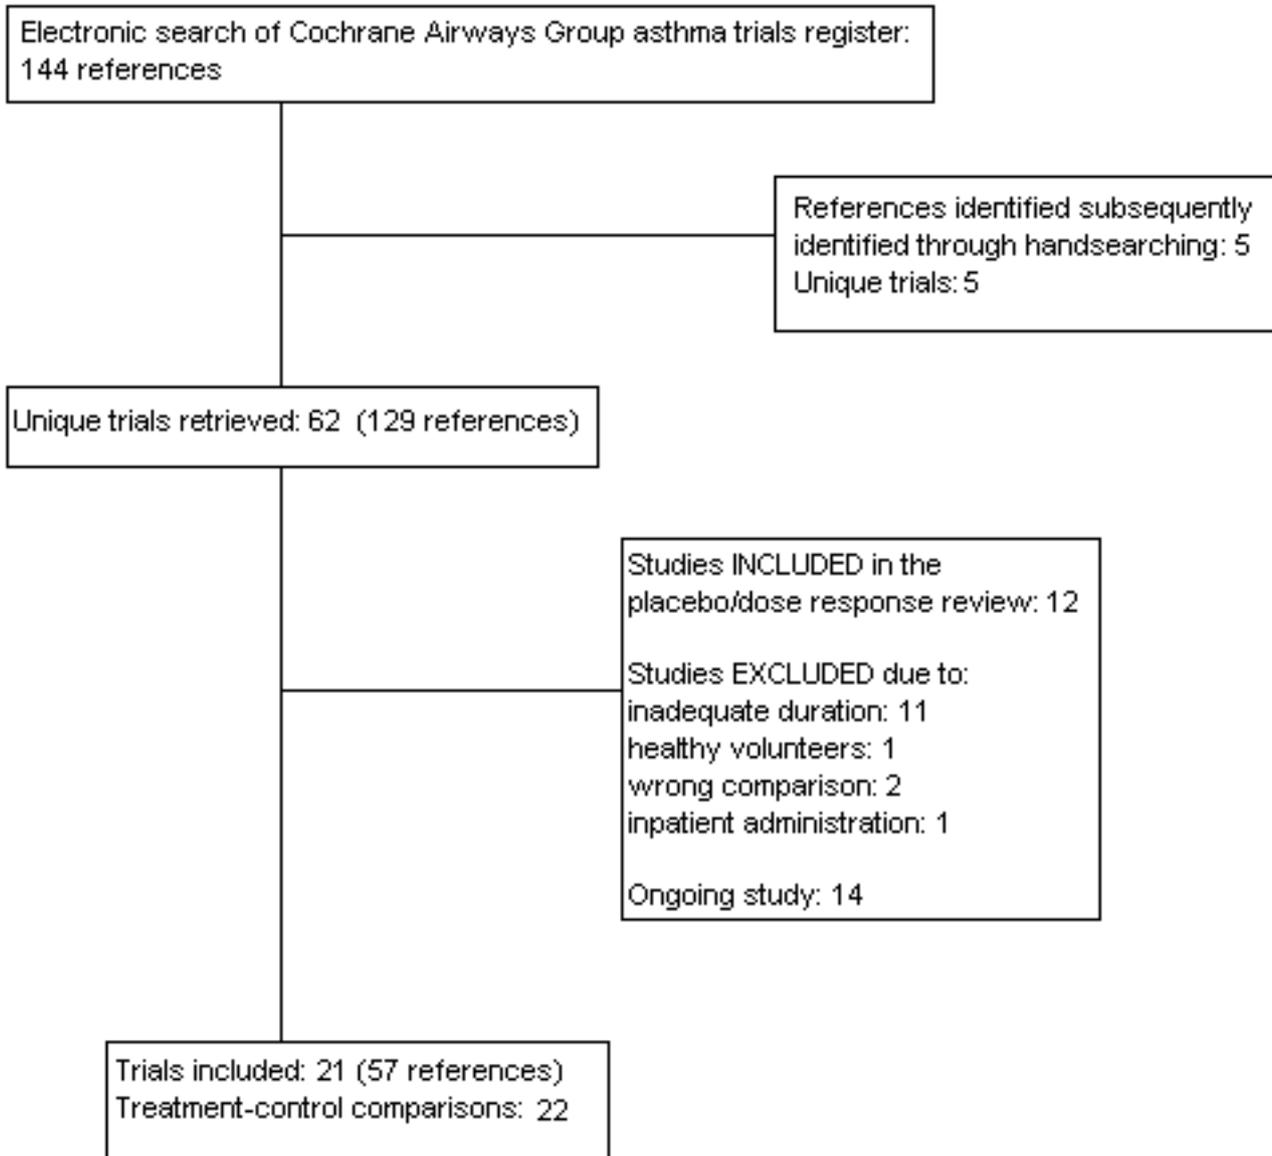 Electronic search of Cochrane Airways Group asthma trials register:
144 references
References identified subsequently
identified through handsearching: 5
Unique trials: 5
Unique trials retrieved: 62 (129 references)
Studies INCLUDED in the
placebo/dose response review: 12
Studies EXCLUDED due to:
inadequate duration: 11
healthy volunteers: 1
wrong comparison: 2
inpatient administration: 1
Ongoing study: 14
Trials included: 21 (57 references)
Treatment-control comparisons: 22